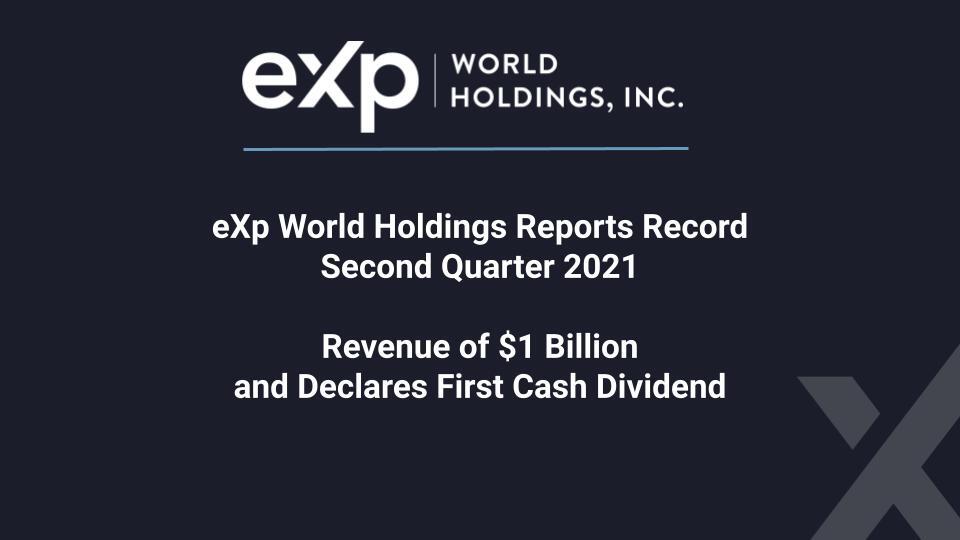 eXp WORLD
HOLDINGS, INC.
eXp World Holdings Reports Record
Second Quarter 2021
Revenue of $1 Billion
and Declares First Cash Dividend